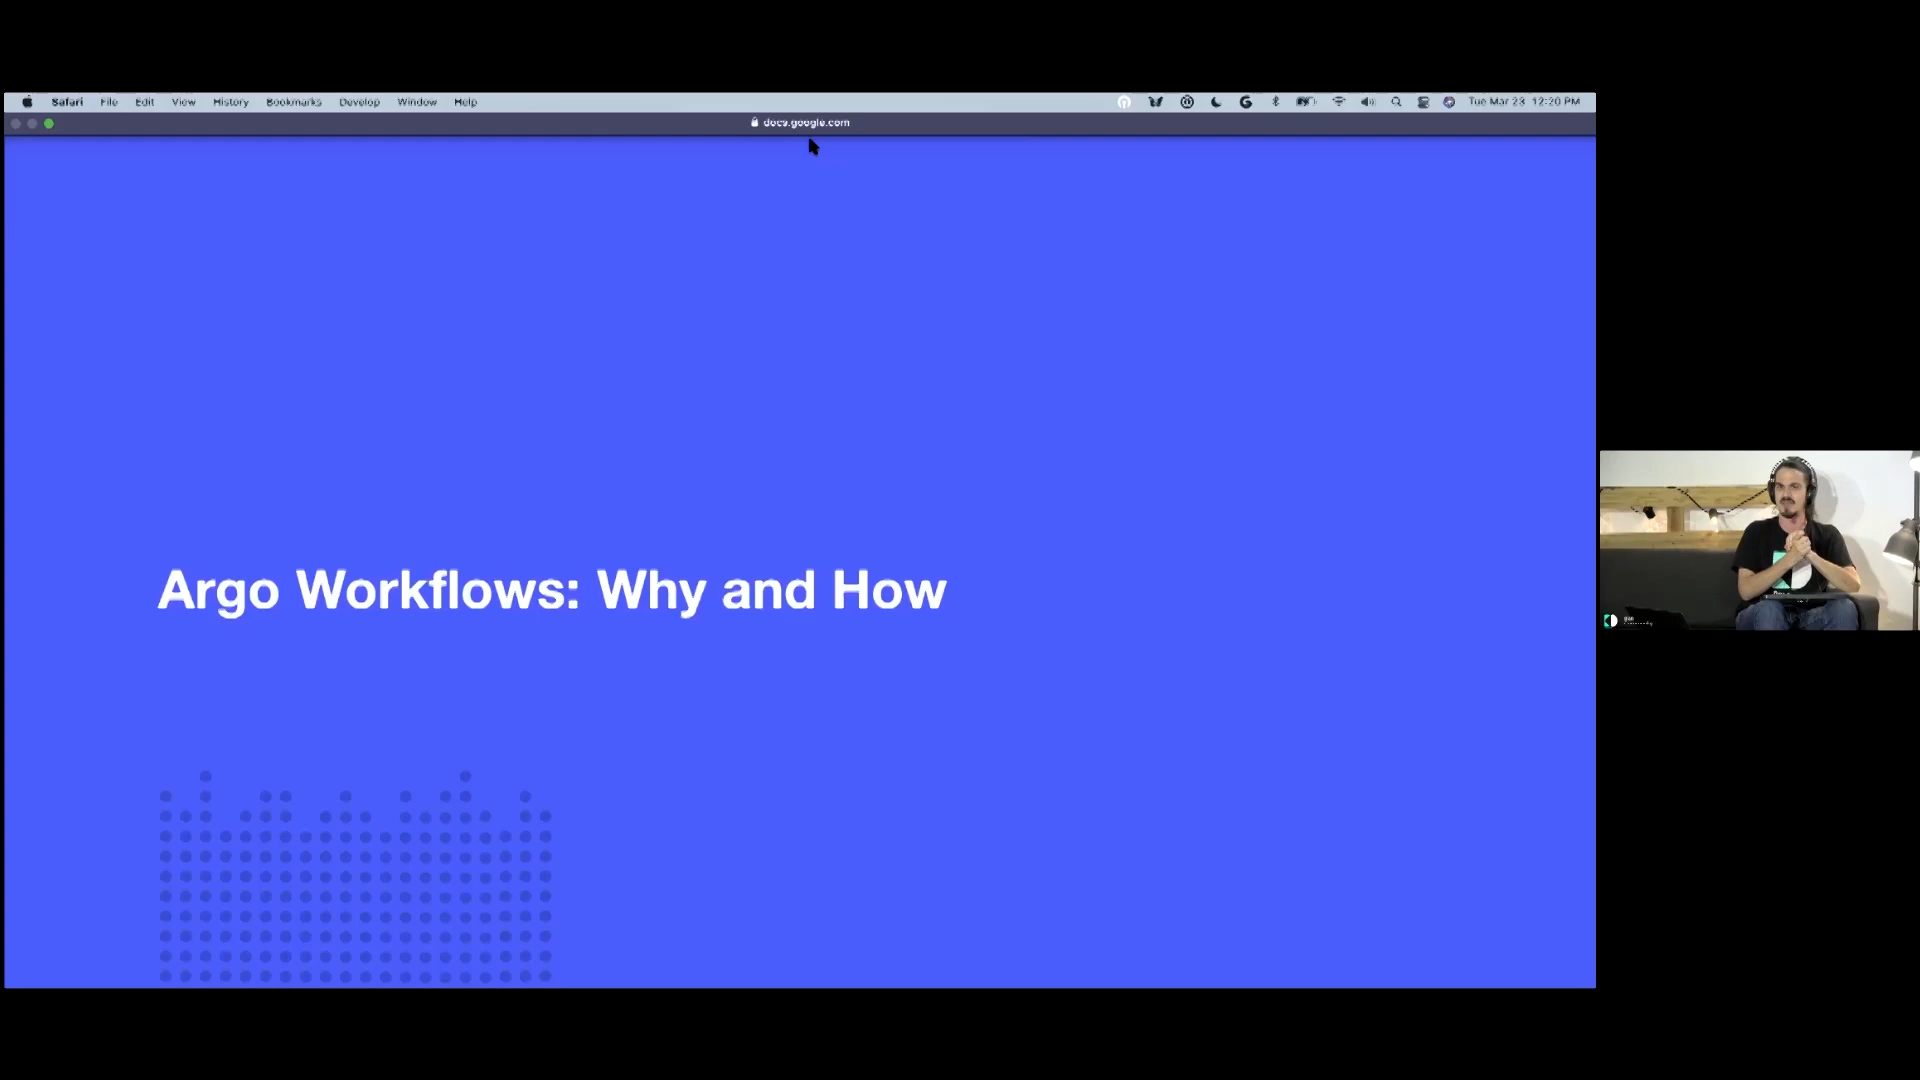 Safari File Edit View History Bookmarks Develop Window Help Tue Mar 23 12:20 PM
docs.google.com
Argo Workflows: Why and How